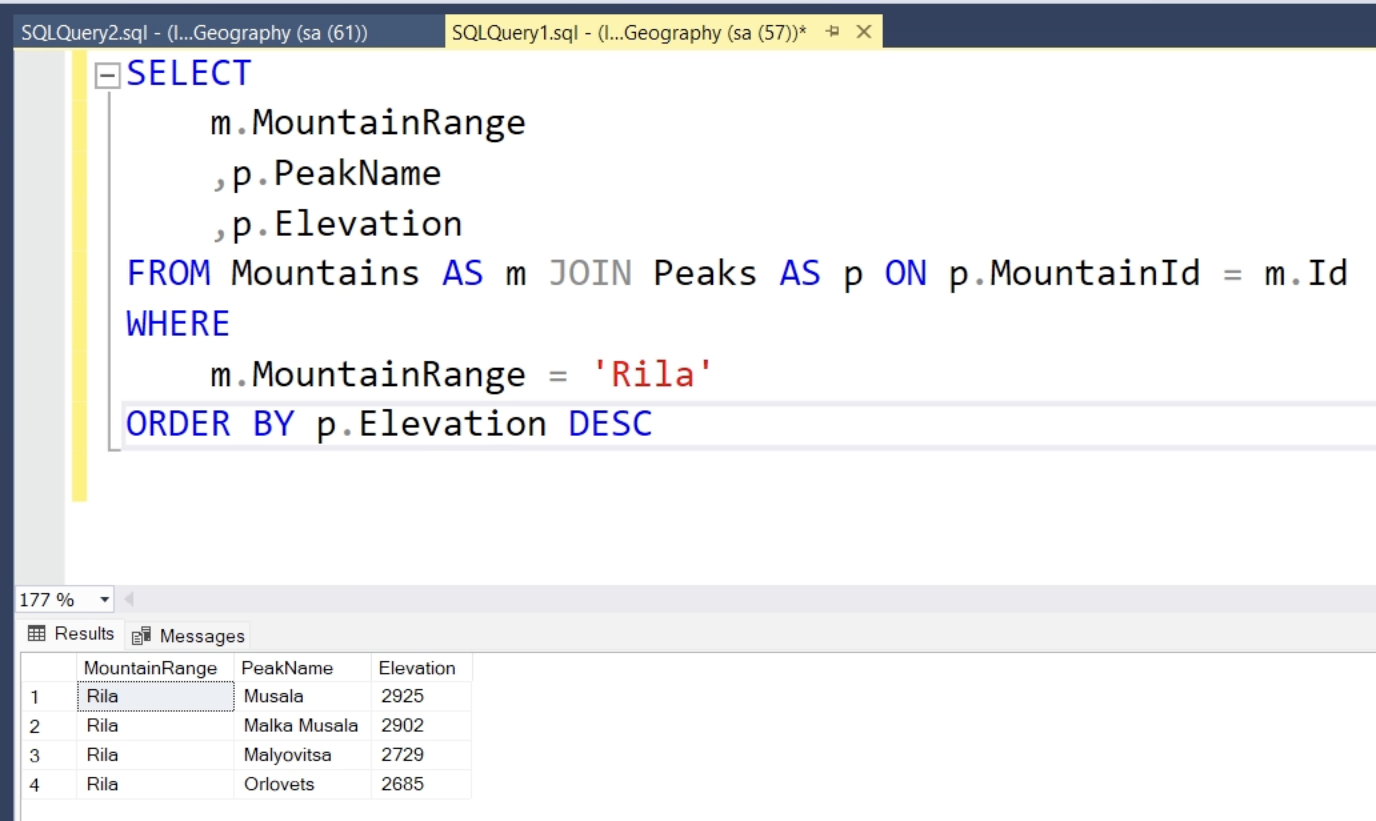 SQLQuery2.sql - (l...Geography (sa (61)) SQLQuery1.sql - (l...Geography (sa (57))*
SELECT
m.MountainRange
,p.PeakName
,p.Elevation
FROM Mountains AS m JOIN Peaks AS p ON p.MountainId = m.Id
WHERE
m.MountainRange = 'Rila'
ORDER BY p.Elevation DESC
177 %
Results Messages
MountainRange PeakName Elevation
1 Rila Musala 2925
2 Rila Malka Musala 2902
3 Rila Malyovitsa 2729
4 Rila Orlovets 2685